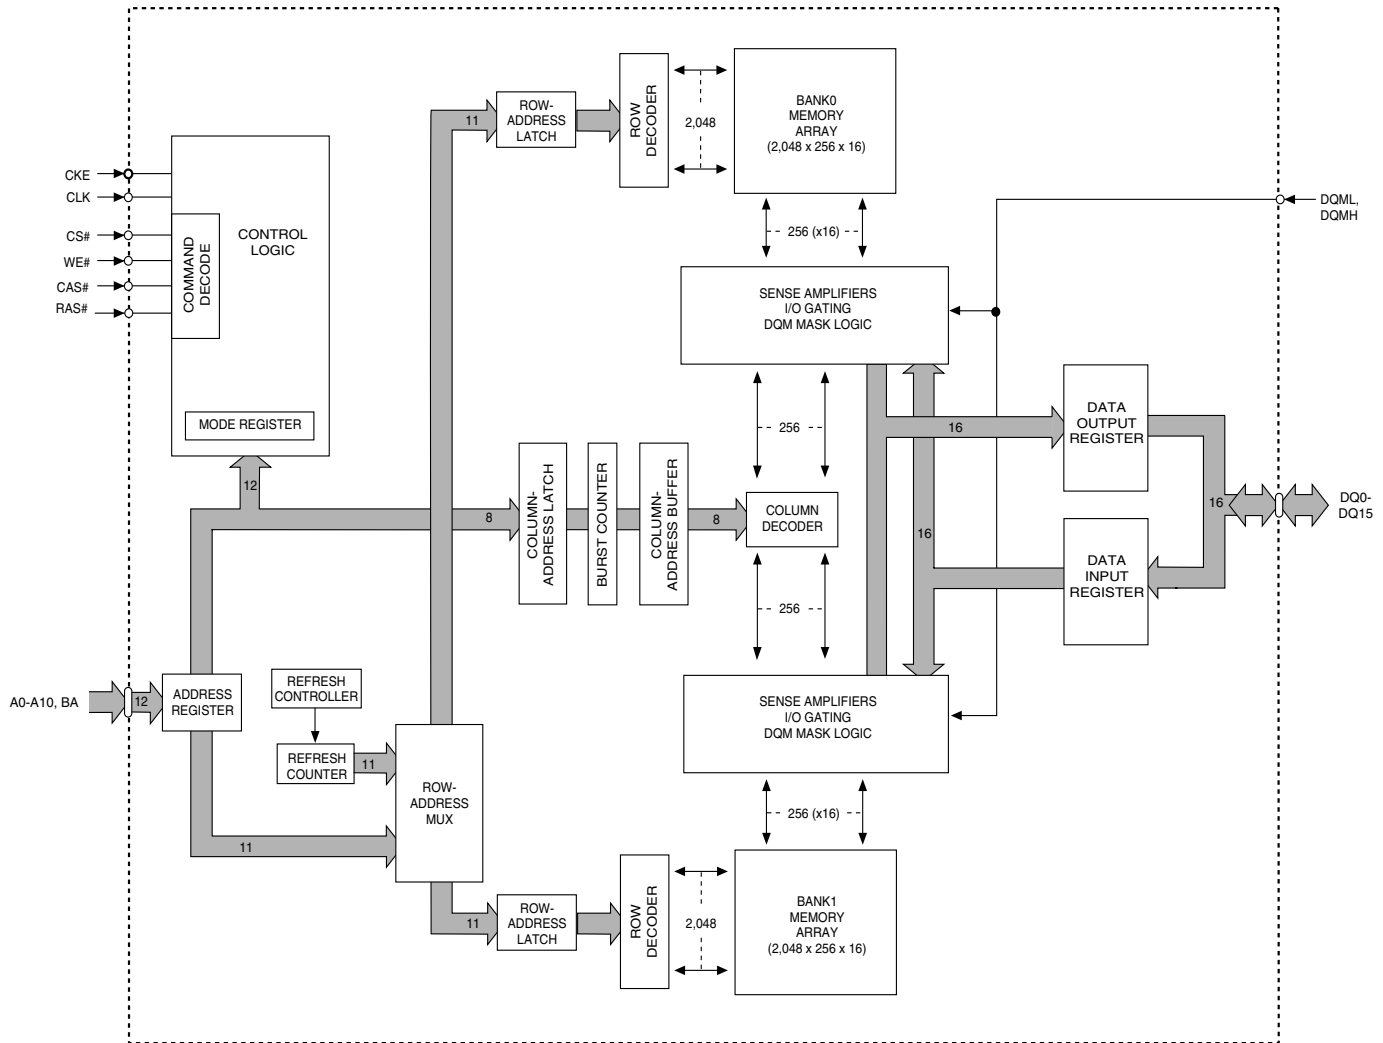 CKE
CLK
CS#
WE#
CAS#
RAS#
CONTROL
LOGIC
COMMAND
DECODE
MODE REGISTER
12
11
ROW-
ADDRESS
LATCH
ROW
DECODER
2,048
BANK0
MEMORY
ARRAY
(2,048 x 256 x 16)
256 (x16)
DQML,
DQMH
SENSE AMPLIFIERS
I/O GATING
DQM MASK LOGIC
256
16
DATA
OUTPUT
REGISTER
8
COLUMN-
ADDRESS LATCH
BURST COUNTER
COLUMN-
ADDRESS BUFFER
8
COLUMN
DECODER
16
16
DQ0-
DQ15
DATA
INPUT
REGISTER
256
A0-A10, BA
12
ADDRESS
REGISTER
REFRESH
CONTROLLER
REFRESH
COUNTER
11
ROW-
ADDRESS
MUX
11
SENSE AMPLIFIERS
I/O GATING
DQM MASK LOGIC
256 (x16)
11
ROW-
ADDRESS
LATCH
ROW
DECODER
2,048
BANK1
MEMORY
ARRAY
(2,048 x 256 x 16)